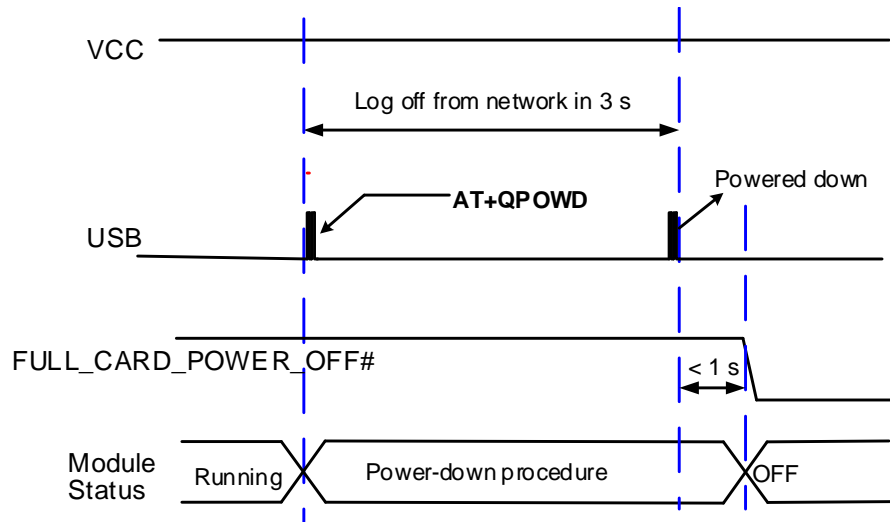 VCC
Log off from network in 3 s
AT+QPOWD
Powered down
USB
FULL_CARD_POWER_OFF#
< 1 s
Module
Status
Running
Power-down procedure
OFF